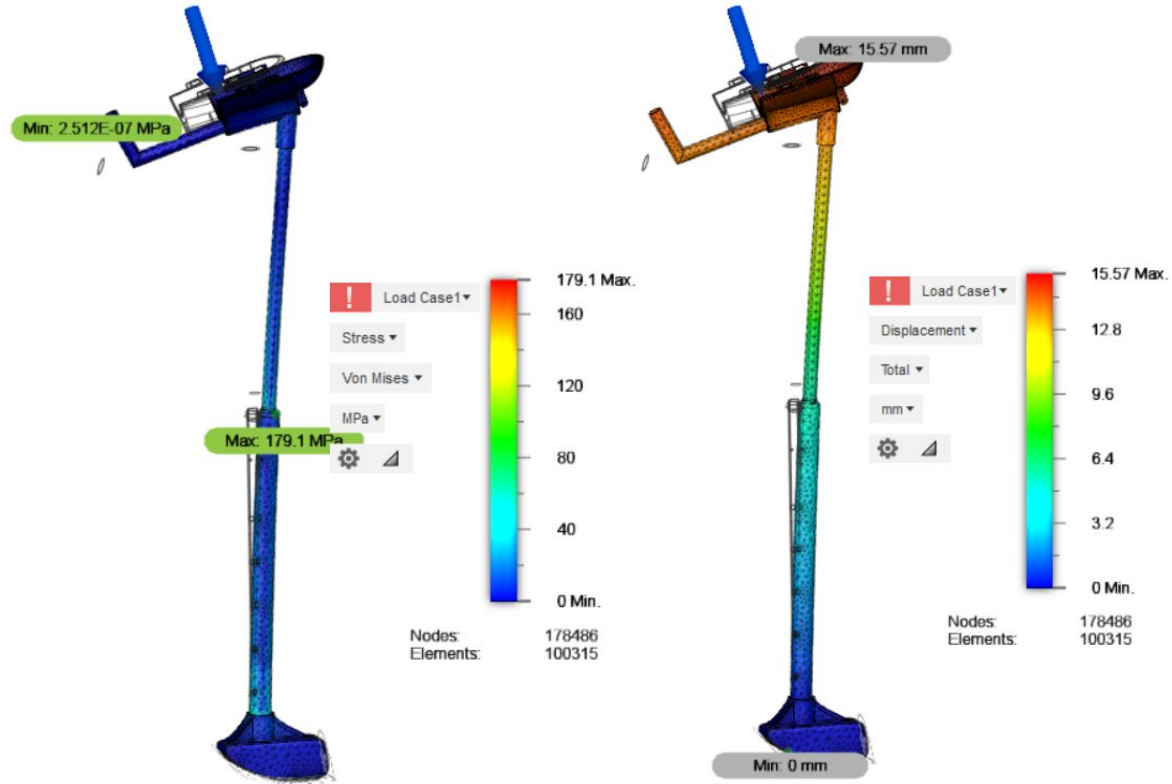 Min: 2.512E-07 MPa
Max: 179.1 MPa
! Load Case1
Stress
Von Mises
MPa
179.1 Max.
160
120
80
40
0 Min.
Nodes: 178486
Elements: 100315
Max: 15.57 mm
! Load Case1
Displacement
Total
mm
15.57 Max.
12.8
9.6
6.4
3.2
0 Min.
Nodes: 178486
Elements: 100315
Min: 0 mm